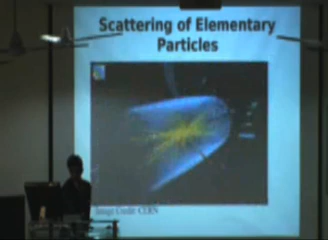 Scattering of Elementary
Particles
Image Credit: CERN